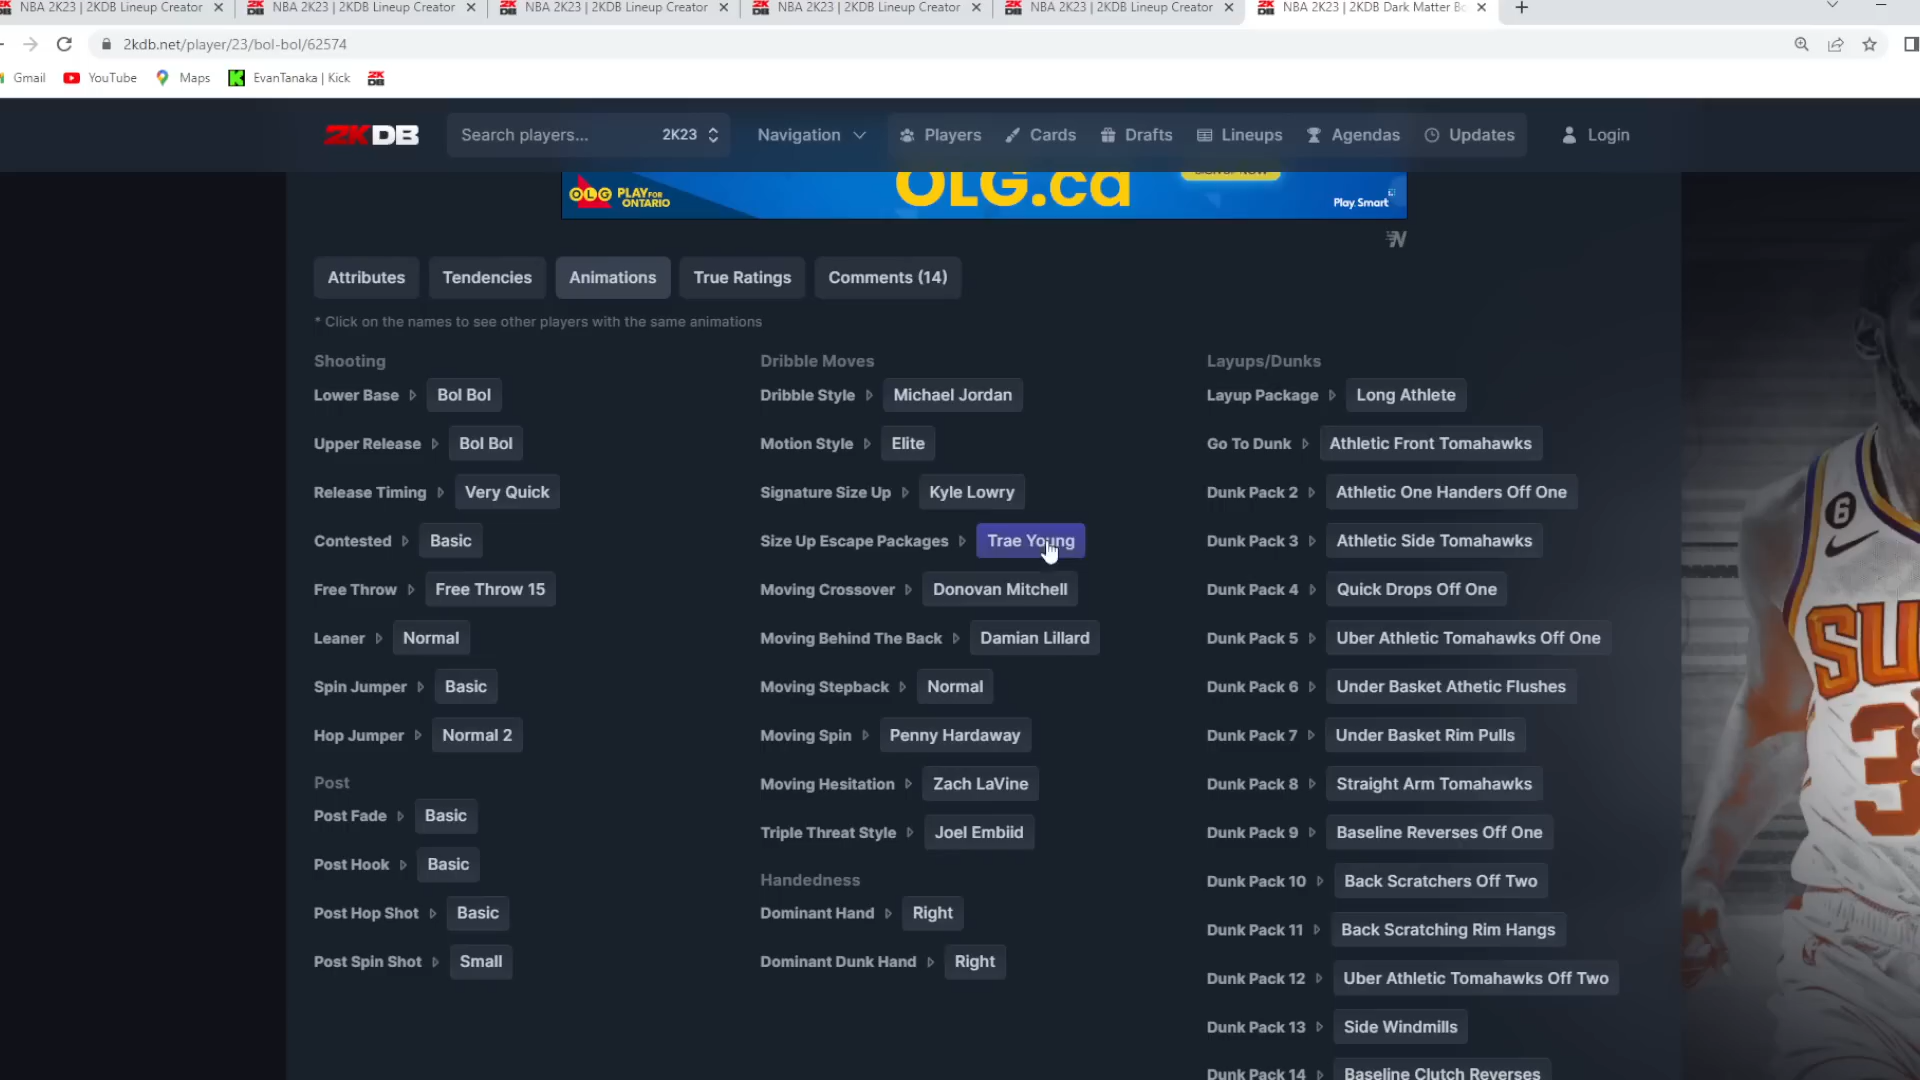 NBA 2K23 | 2KDB Lineup Creator
NBA 2K23 | 2KDB Lineup Creator
NBA 2K23 | 2KDB Lineup Creator
NBA 2K23 | 2KDB Lineup Creator
NBA 2K23 | 2KDB Lineup Creator
NBA 2K23 | 2KDB Dark Matter Bo
2kdb.net/player/23/bol-bol/62574
Gmail
YouTube
Maps
EvanTanaka | Kick
2KDB
Search players...
2K23
Navigation
Players
Cards
Drafts
Lineups
Agendas
Updates
Login
OLG PLAY FOR ONTARIO
OLG.ca
Play Smart
Attributes
Tendencies
Animations
True Ratings
Comments (14)
* Click on the names to see other players with the same animations
Shooting
Lower Base Bol Bol
Upper Release Bol Bol
Release Timing Very Quick
Contested Basic
Free Throw Free Throw 15
Leaner Normal
Spin Jumper Basic
Hop Jumper Normal 2
Post
Post Fade Basic
Post Hook Basic
Post Hop Shot Basic
Post Spin Shot Small
Dribble Moves
Dribble Style Michael Jordan
Motion Style Elite
Signature Size Up Kyle Lowry
Size Up Escape Packages Trae Young
Moving Crossover Donovan Mitchell
Moving Behind The Back Damian Lillard
Moving Stepback Normal
Moving Spin Penny Hardaway
Moving Hesitation Zach LaVine
Triple Threat Style Joel Embiid
Handedness
Dominant Hand Right
Dominant Dunk Hand Right
Layups/Dunks
Layup Package Long Athlete
Go To Dunk Athletic Front Tomahawks
Dunk Pack 2 Athletic One Handers Off One
Dunk Pack 3 Athletic Side Tomahawks
Dunk Pack 4 Quick Drops Off One
Dunk Pack 5 Uber Athletic Tomahawks Off One
Dunk Pack 6 Under Basket Athetic Flushes
Dunk Pack 7 Under Basket Rim Pulls
Dunk Pack 8 Straight Arm Tomahawks
Dunk Pack 9 Baseline Reverses Off One
Dunk Pack 10 Back Scratchers Off Two
Dunk Pack 11 Back Scratching Rim Hangs
Dunk Pack 12 Uber Athletic Tomahawks Off Two
Dunk Pack 13 Side Windmills
Dunk Pack 14 Baseline Clutch Reverses
6
SU
3